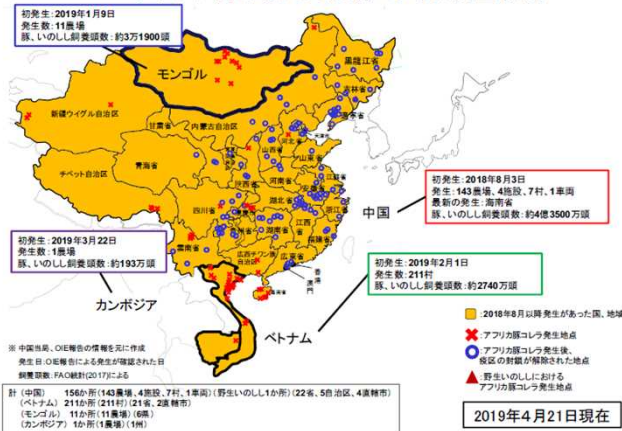 初発生:2019年1月9日
発生数:11農場
豚、いのしし飼養頭数:約3万1900頭
モンゴル
黒龍江省
吉林省
遼寧省
新疆ウイグル自治区
甘粛省
内蒙古自治区
河北省
山西省
山東省
青海省
チベット自治区
陝西省
河南省
江蘇省
安徽省
四川省
湖北省
浙江省
江西
湖南省
福建省
貴州省
雲南省
広西チワン族
自治区
広東省
香港
澳門
海南省
中国
初発生:2018年8月3日
発生:143農場、4施設、7村、1車両
最新の発生:海南省
豚、いのしし飼養頭数:約4億3500万頭
初発生:2019年3月22日
発生数:1農場
豚、いのしし飼養頭数:約193万頭
カンボジア
初発生:2019年2月1日
発生:211村
豚、いのしし飼養頭数:約2740万頭
ベトナム
:2018年8月以降発生があった国、地域
:アフリカ豚コレラ発生地点
:アフリカ豚コレラ発生後、
疫区の封鎖が解除された地点
:野生いのししにおける
アフリカ豚コレラ発生地点
※ 中国当局、OIE報告の情報を元に作成
発生日:OIE報告による発生が確認された日
飼養頭数:FAO統計(2017)による
計 (中国) 156か所(143農場、4施設、7村、1車両)(野生いのしし1か所)(22省、5自治区、4直轄市)
(ベトナム) 211か所(211村)(21省、2直轄市)
(モンゴル) 11か所(11農場)(6県)
(カンボジア) 1か所(1農場)(1州)
2019年4月21日現在